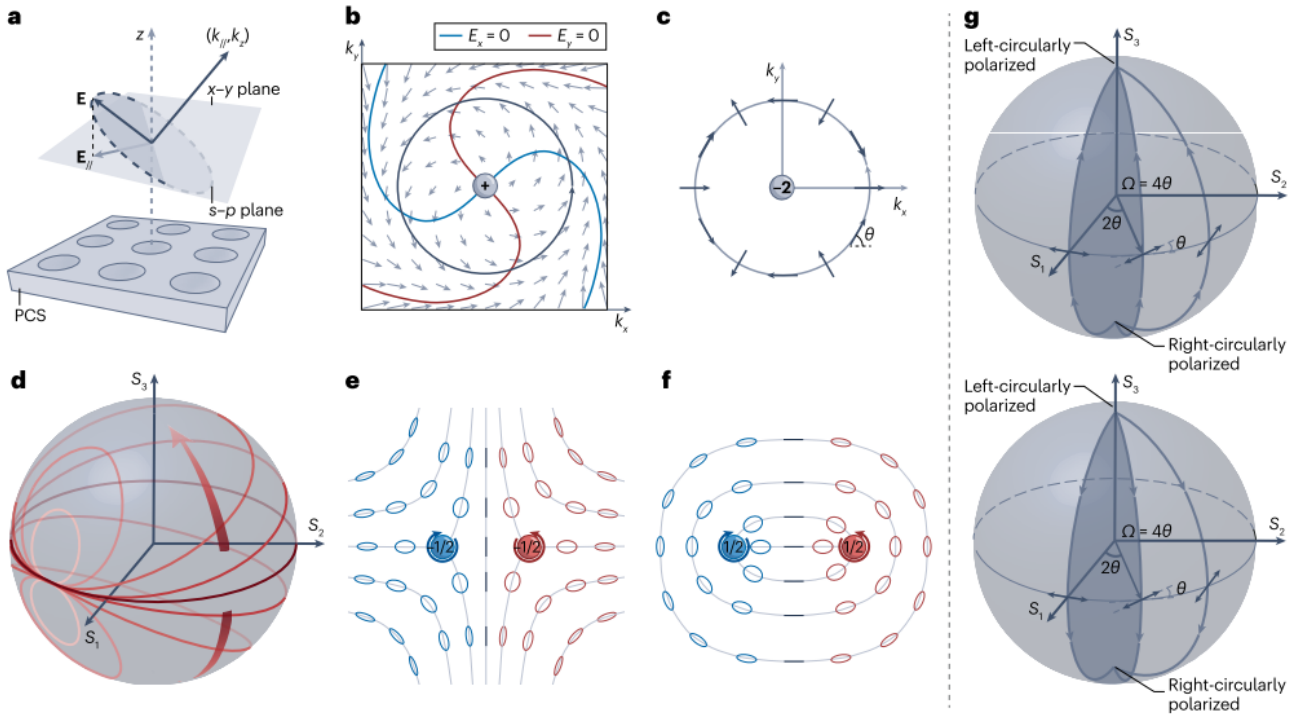 a
z
(k//,kz)
x–y plane
E
E//
s–p plane
PCS
b
Ex = 0
Ey = 0
ky
+
kx
c
ky
–2
kx
θ
d
S3
S2
S1
e
–1/2
–1/2
f
1/2
1/2
g
Left-circularly
polarized
S3
S2
Ω = 4θ
2θ
θ
S1
Right-circularly
polarized
Left-circularly
polarized
S3
S2
Ω = 4θ
2θ
θ
S1
Right-circularly
polarized